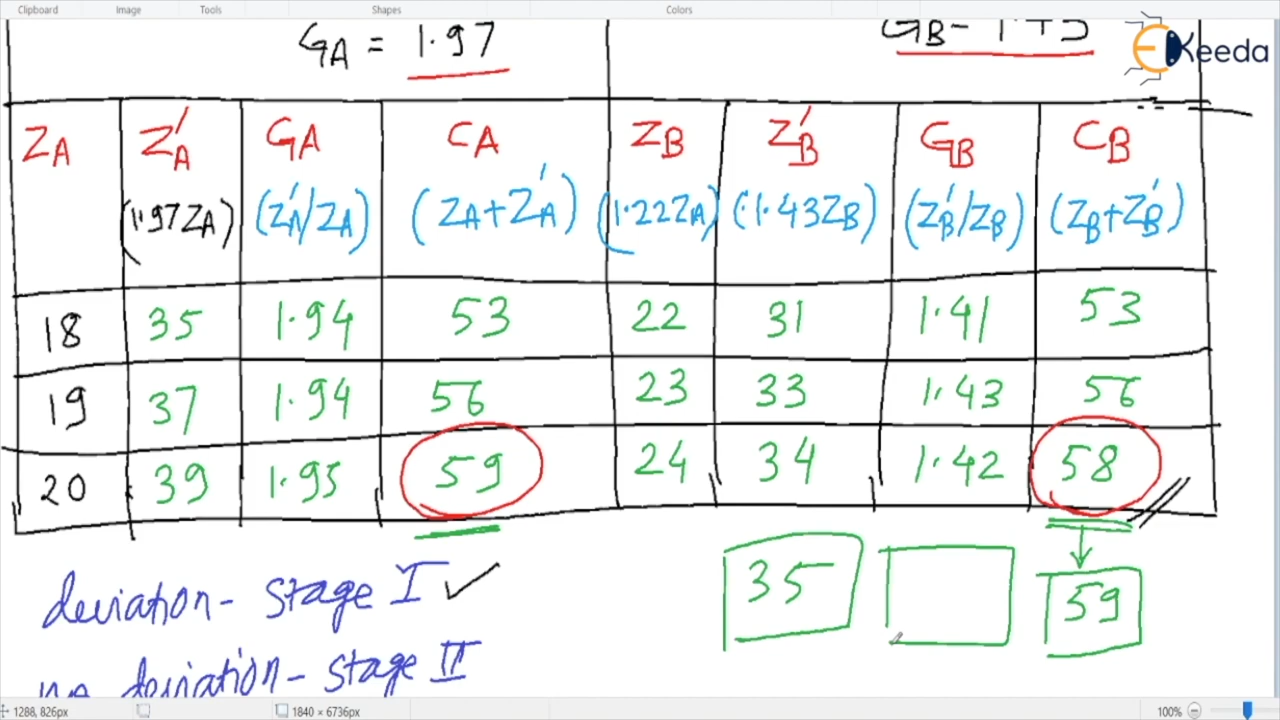 Clipboard Image Tools Shapes Colors
GA = 1.97
Keeda
ZA Z'A GA CA ZB Z'B GB CB
(1.97ZA) (Z'A/ZA) (ZA+Z'A) (1.22ZA) (1.43ZB) (Z'B/ZB) (ZB+Z'B)
18 35 1.94 53 22 31 1.41 53
19 37 1.94 56 23 33 1.43 56
20 39 1.95 59 24 34 1.42 58
35 59
deviation - stage I ✓
no deviation - stage II
1288, 826px 1840 × 6736px 100%